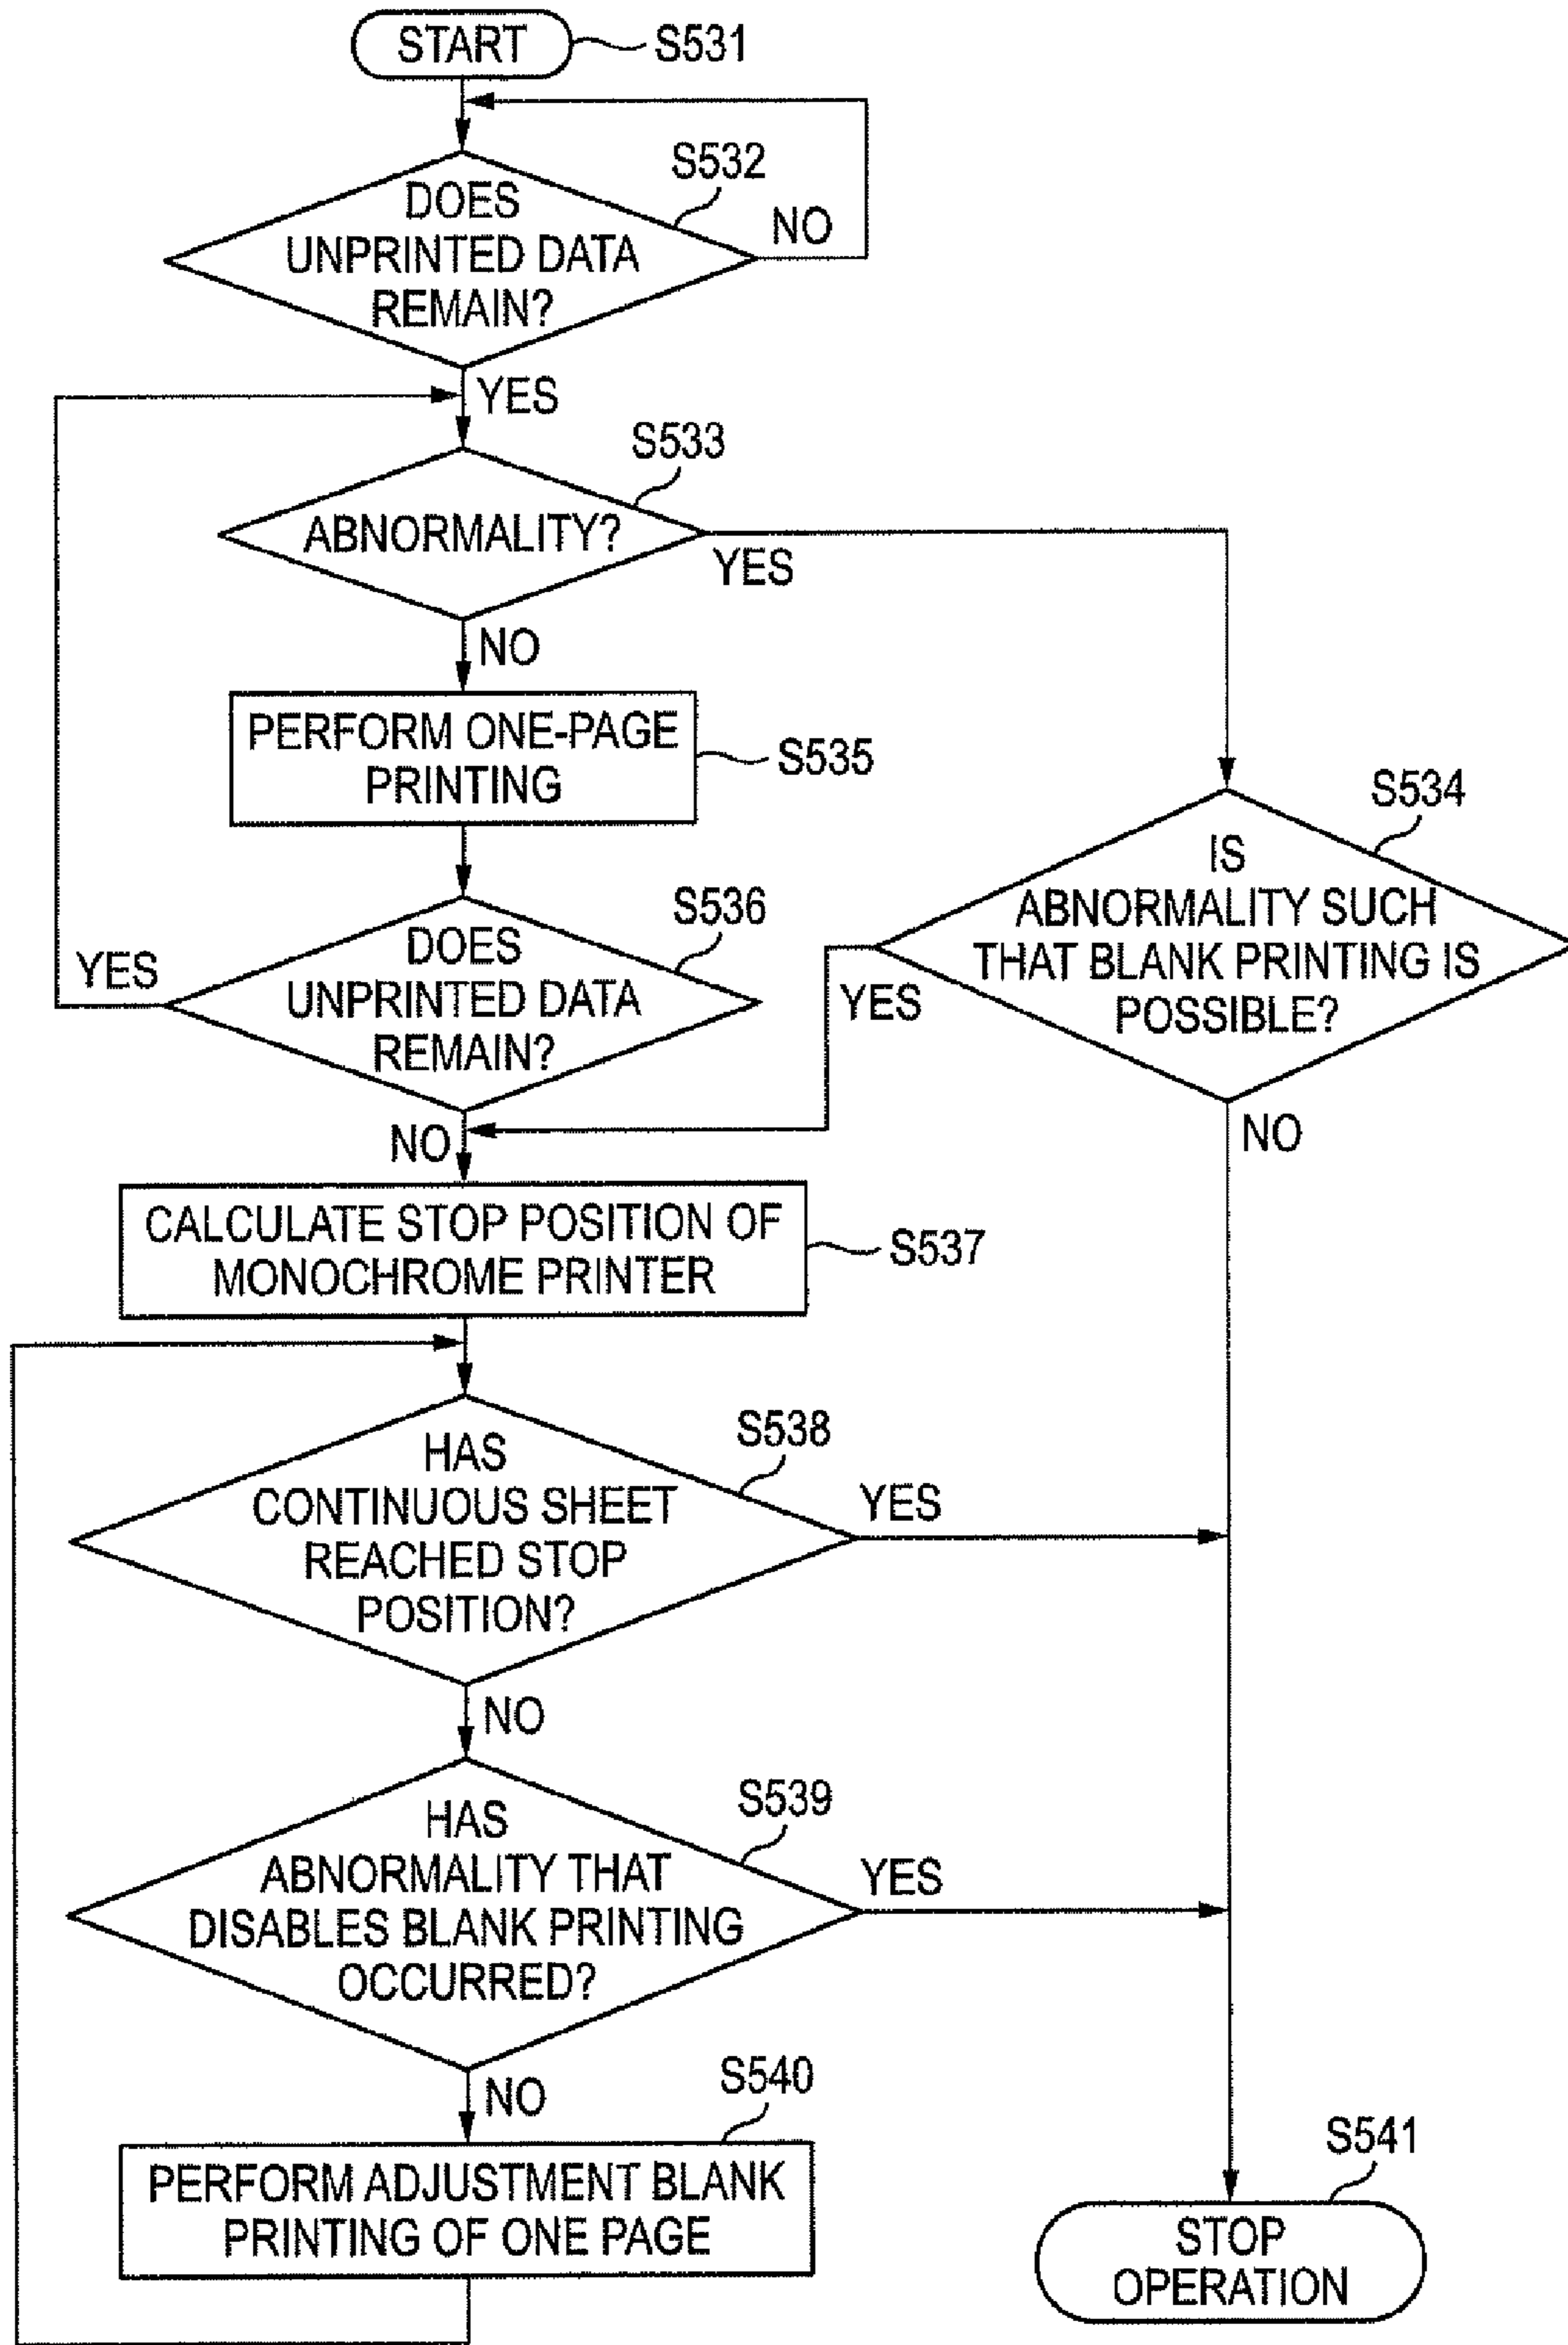 START
S531
S532
DOES
UNPRINTED DATA
REMAIN?
NO
YES
S533
ABNORMALITY?
YES
NO
PERFORM ONE-PAGE
PRINTING
S535
S534
IS
ABNORMALITY SUCH
THAT BLANK PRINTING IS
POSSIBLE?
YES
NO
S536
DOES
UNPRINTED DATA
REMAIN?
YES
NO
CALCULATE STOP POSITION OF
MONOCHROME PRINTER
S537
S538
HAS
CONTINUOUS SHEET
REACHED STOP
POSITION?
YES
NO
S539
HAS
ABNORMALITY THAT
DISABLES BLANK PRINTING
OCCURRED?
YES
NO
S540
PERFORM ADJUSTMENT BLANK
PRINTING OF ONE PAGE
S541
STOP
OPERATION